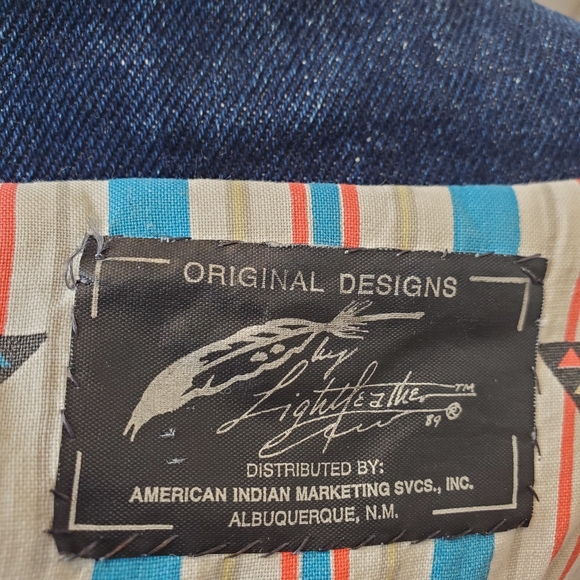 ORIGINAL DESIGNS
by
Lightfeather™
89®
DISTRIBUTED BY:
AMERICAN INDIAN MARKETING SVCS., INC.
ALBUQUERQUE, N.M.